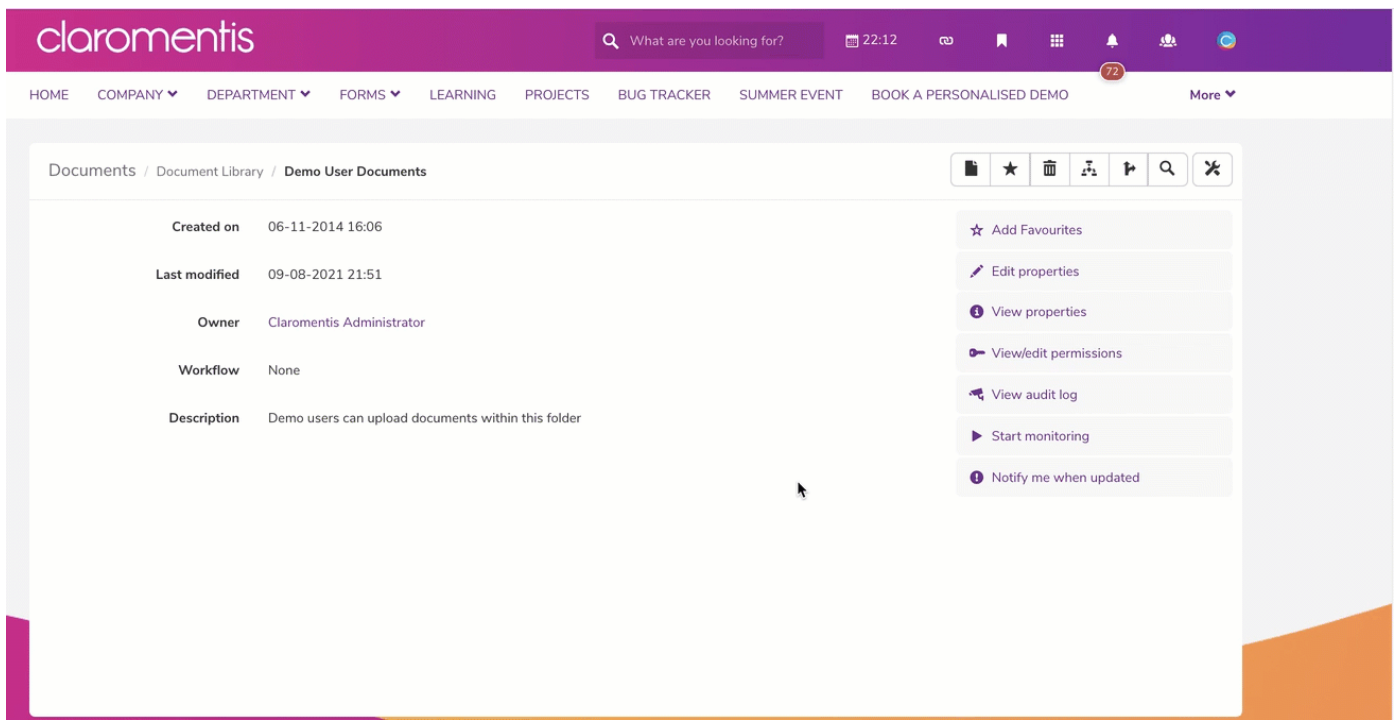 claromentis
What are you looking for?
22:12
72
HOME COMPANY DEPARTMENT FORMS LEARNING PROJECTS BUG TRACKER SUMMER EVENT BOOK A PERSONALISED DEMO More
Documents / Document Library / Demo User Documents
Created on 06-11-2014 16:06
Last modified 09-08-2021 21:51
Owner Claromentis Administrator
Workflow None
Description Demo users can upload documents within this folder
Add Favourites
Edit properties
View properties
View/edit permissions
View audit log
Start monitoring
Notify me when updated